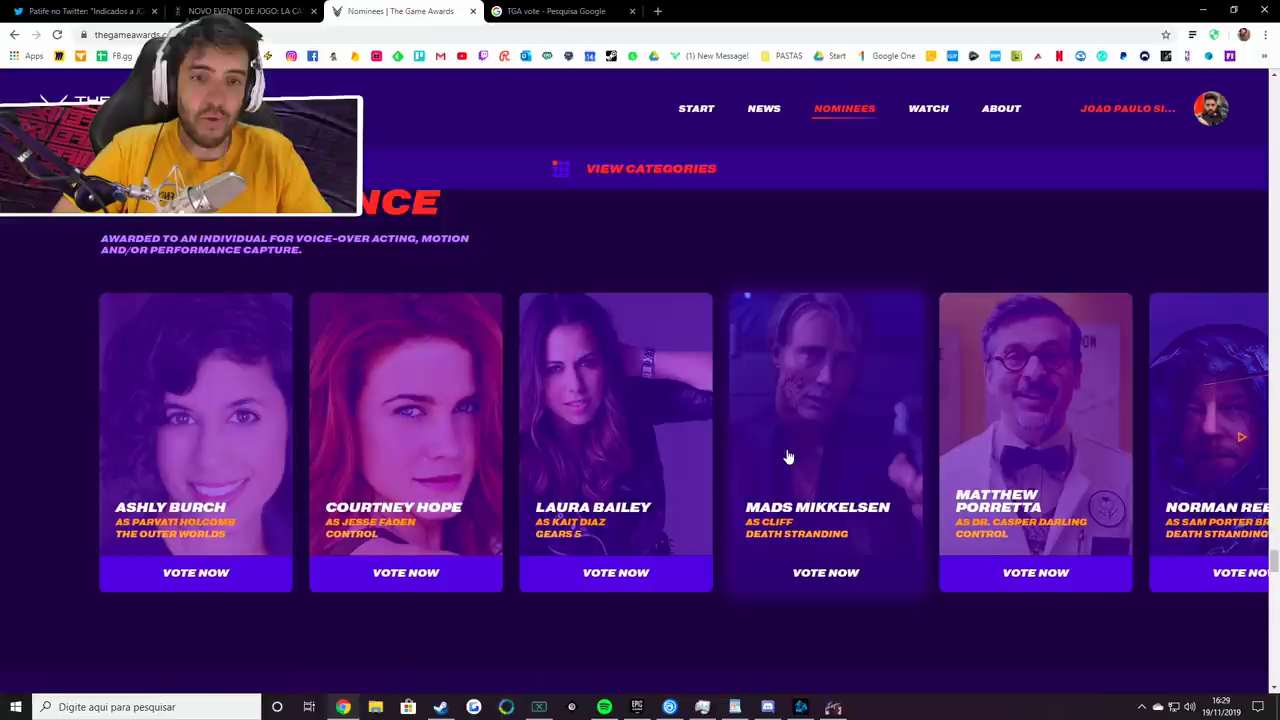 Patife no Twitter: "Indicados a JO
NOVO EVENTO DE JOGO: LA CA
Nominees | The Game Awards
TGA vote - Pesquisa Google
thegameawards.c
Apps
FB.gg
(1) New Message!
PASTAS
Start
Google One
THE
START
NEWS
NOMINEES
WATCH
ABOUT
JOAO PAULO SI...
VIEW CATEGORIES
NCE
AWARDED TO AN INDIVIDUAL FOR VOICE-OVER ACTING, MOTION
AND/OR PERFORMANCE CAPTURE.
ASHLY BURCH
AS PARVATI HOLCOMB
THE OUTER WORLDS
VOTE NOW
COURTNEY HOPE
AS JESSE FADEN
CONTROL
VOTE NOW
LAURA BAILEY
AS KAIT DIAZ
GEARS 5
VOTE NOW
MADS MIKKELSEN
AS CLIFF
DEATH STRANDING
VOTE NOW
MATTHEW
PORRETTA
AS DR. CASPER DARLING
CONTROL
VOTE NOW
NORMAN REE
AS SAM PORTER BR
DEATH STRANDING
VOTE NO
Digite aqui para pesquisar
16:29
19/11/2019